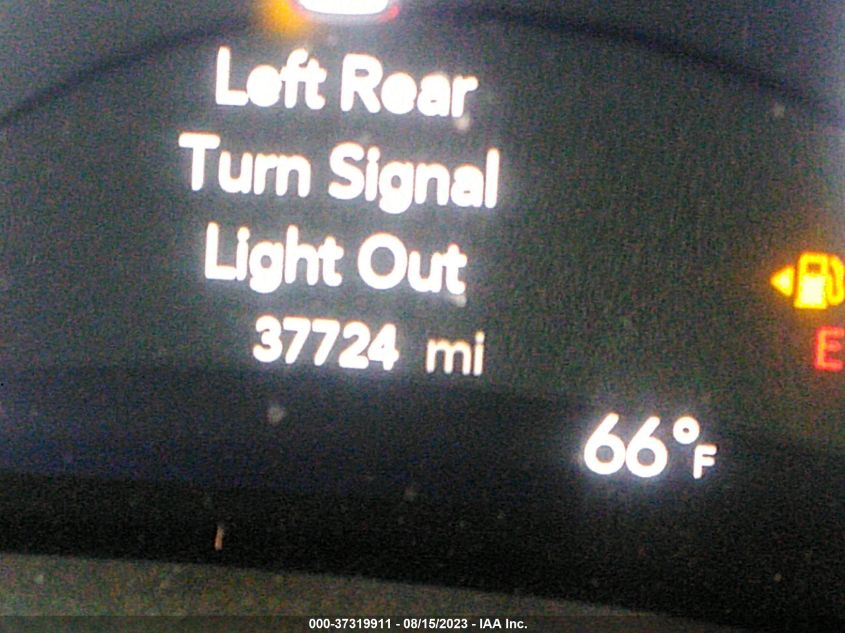 Left Rear
Turn Signal
Light Out
37724 mi
E
66°F
000-37319911 - 08/15/2023 - IAA Inc.